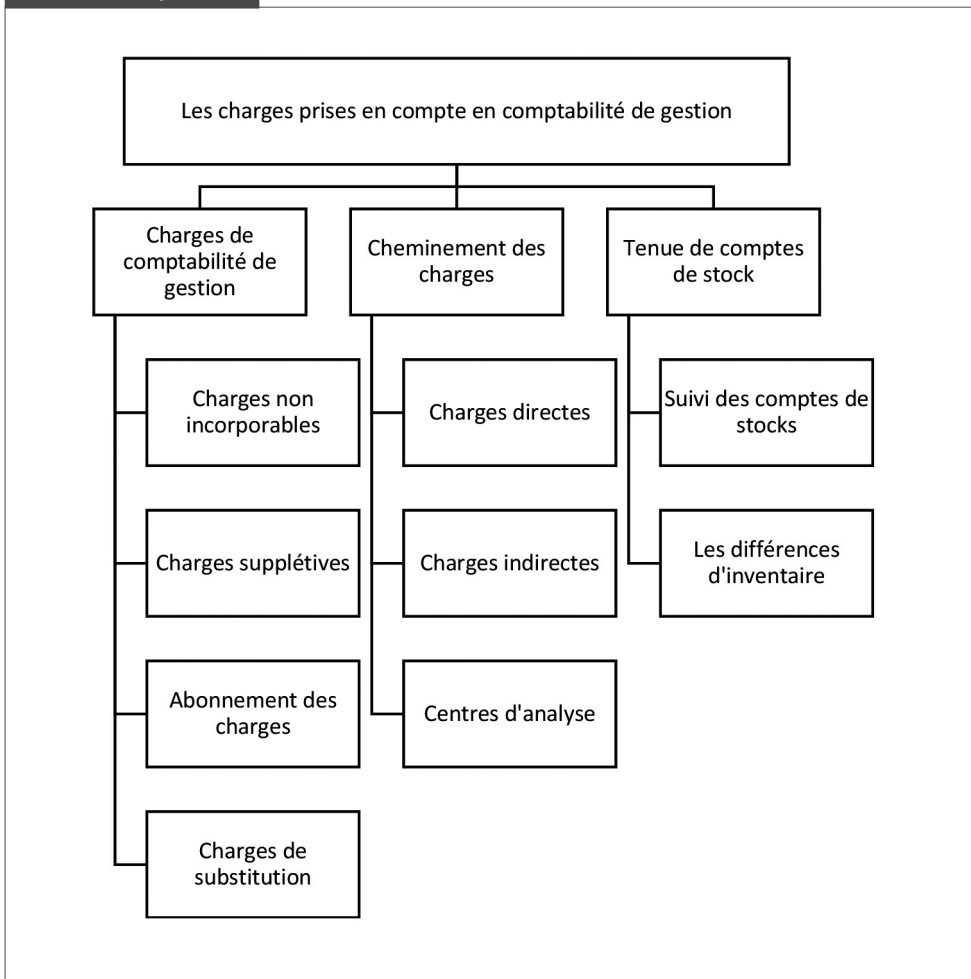 Les charges prises en compte en comptabilité de gestion
Charges de
comptabilité de
gestion
Cheminement des
charges
Tenue de comptes
de stock
Charges non
incorporables
Charges directes
Suivi des comptes de
stocks
Charges supplétives
Charges indirectes
Les différences
d'inventaire
Abonnement des
charges
Centres d'analyse
Charges de
substitution